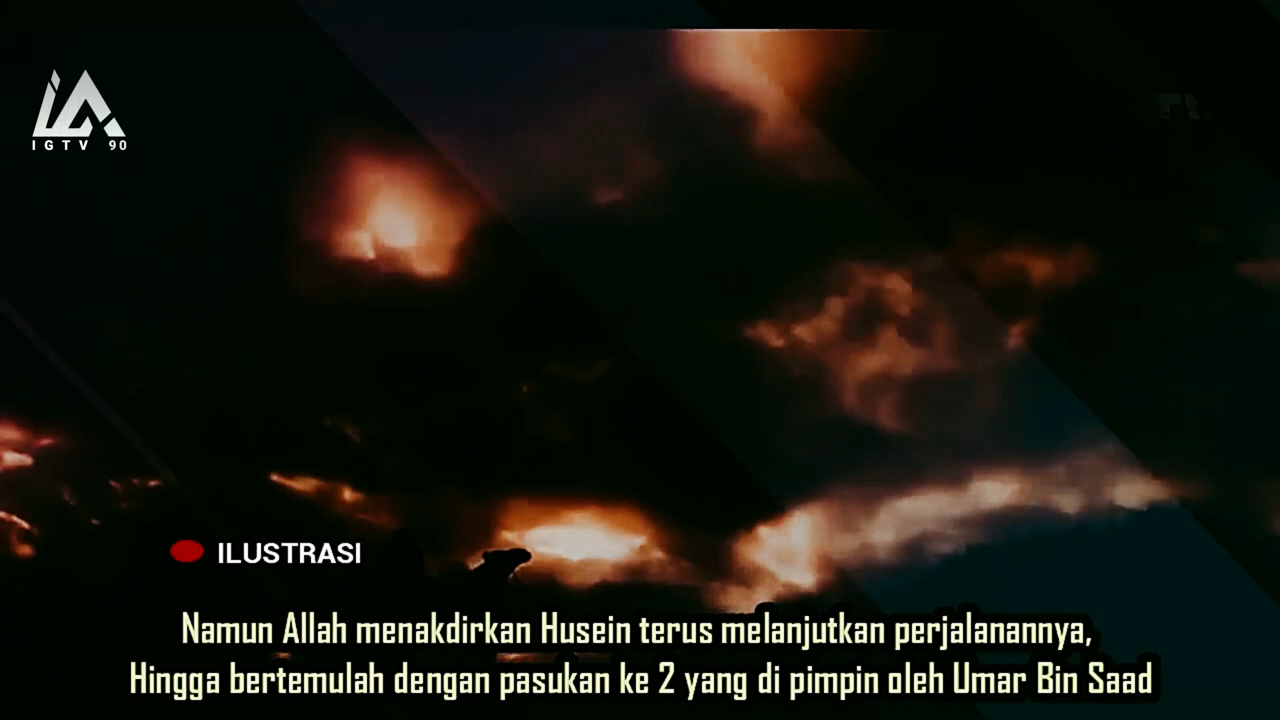 IGTV 90
ILUSTRASI
Namun Allah menakdirkan Husein terus melanjutkan perjalanannya,
Hingga bertemulah dengan pasukan ke 2 yang di pimpin oleh Umar Bin Saad